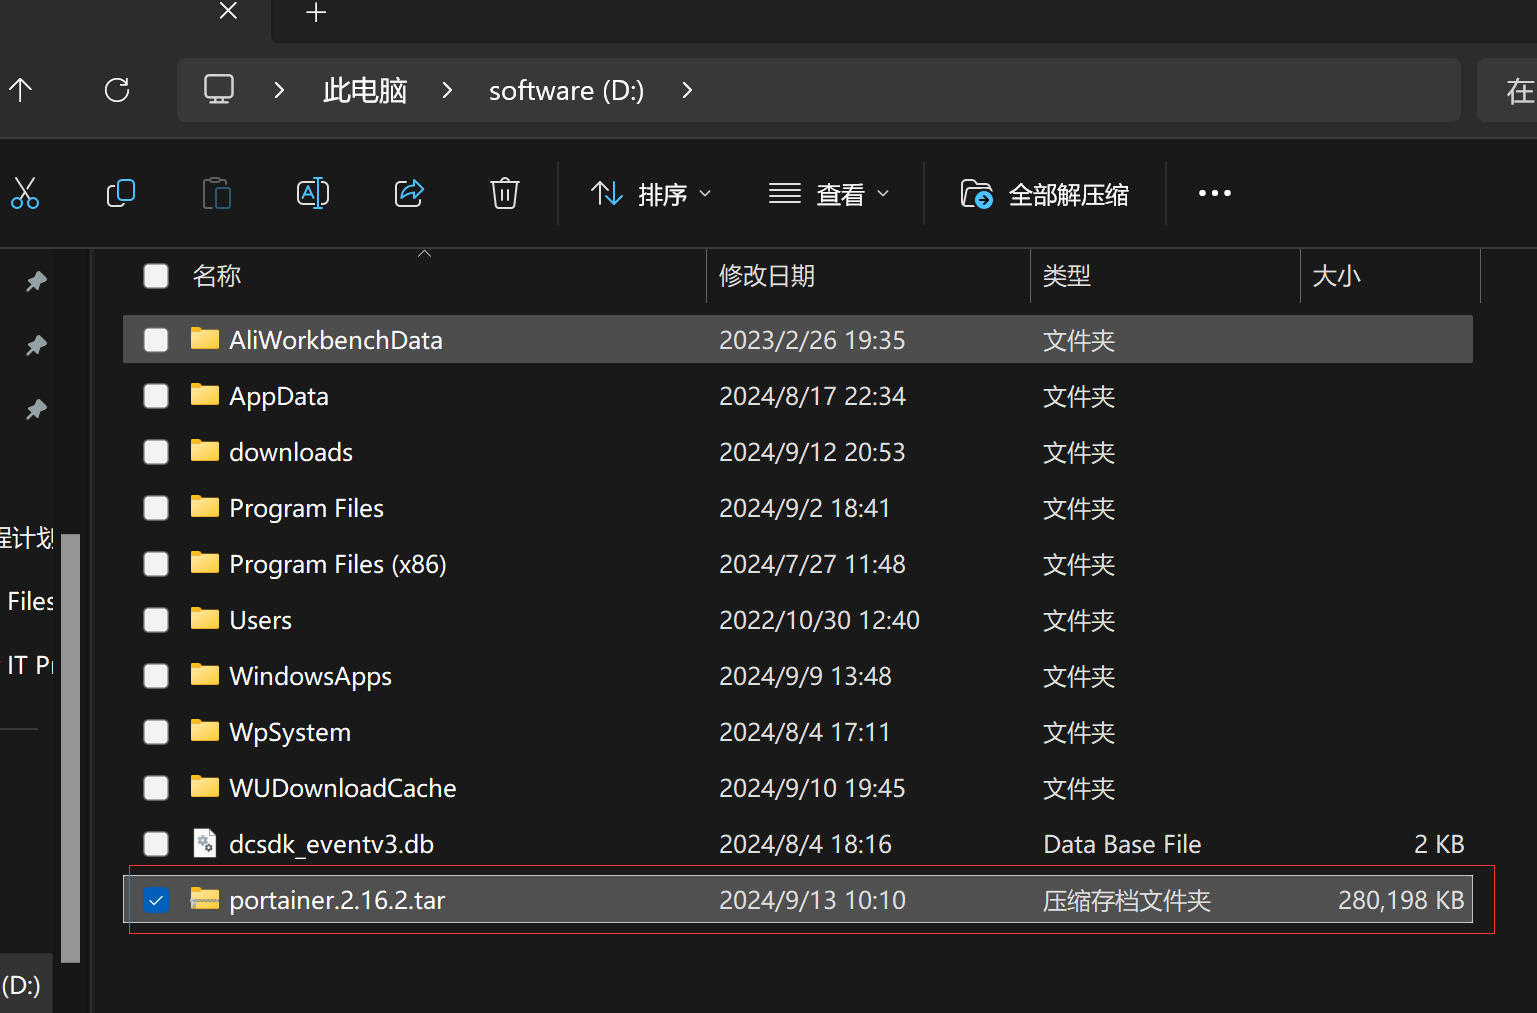 此电脑 software (D:) 在
排序 查看 全部解压缩
名称 修改日期 类型 大小
AliWorkbenchData 2023/2/26 19:35 文件夹
AppData 2024/8/17 22:34 文件夹
downloads 2024/9/12 20:53 文件夹
Program Files 2024/9/2 18:41 文件夹
程计划
Program Files (x86) 2024/7/27 11:48 文件夹
Files
Users 2022/10/30 12:40 文件夹
IT Pr
WindowsApps 2024/9/9 13:48 文件夹
WpSystem 2024/8/4 17:11 文件夹
WUDownloadCache 2024/9/10 19:45 文件夹
dcsdk_eventv3.db 2024/8/4 18:16 Data Base File 2 KB
portainer.2.16.2.tar 2024/9/13 10:10 压缩存档文件夹 280,198 KB
(D:)